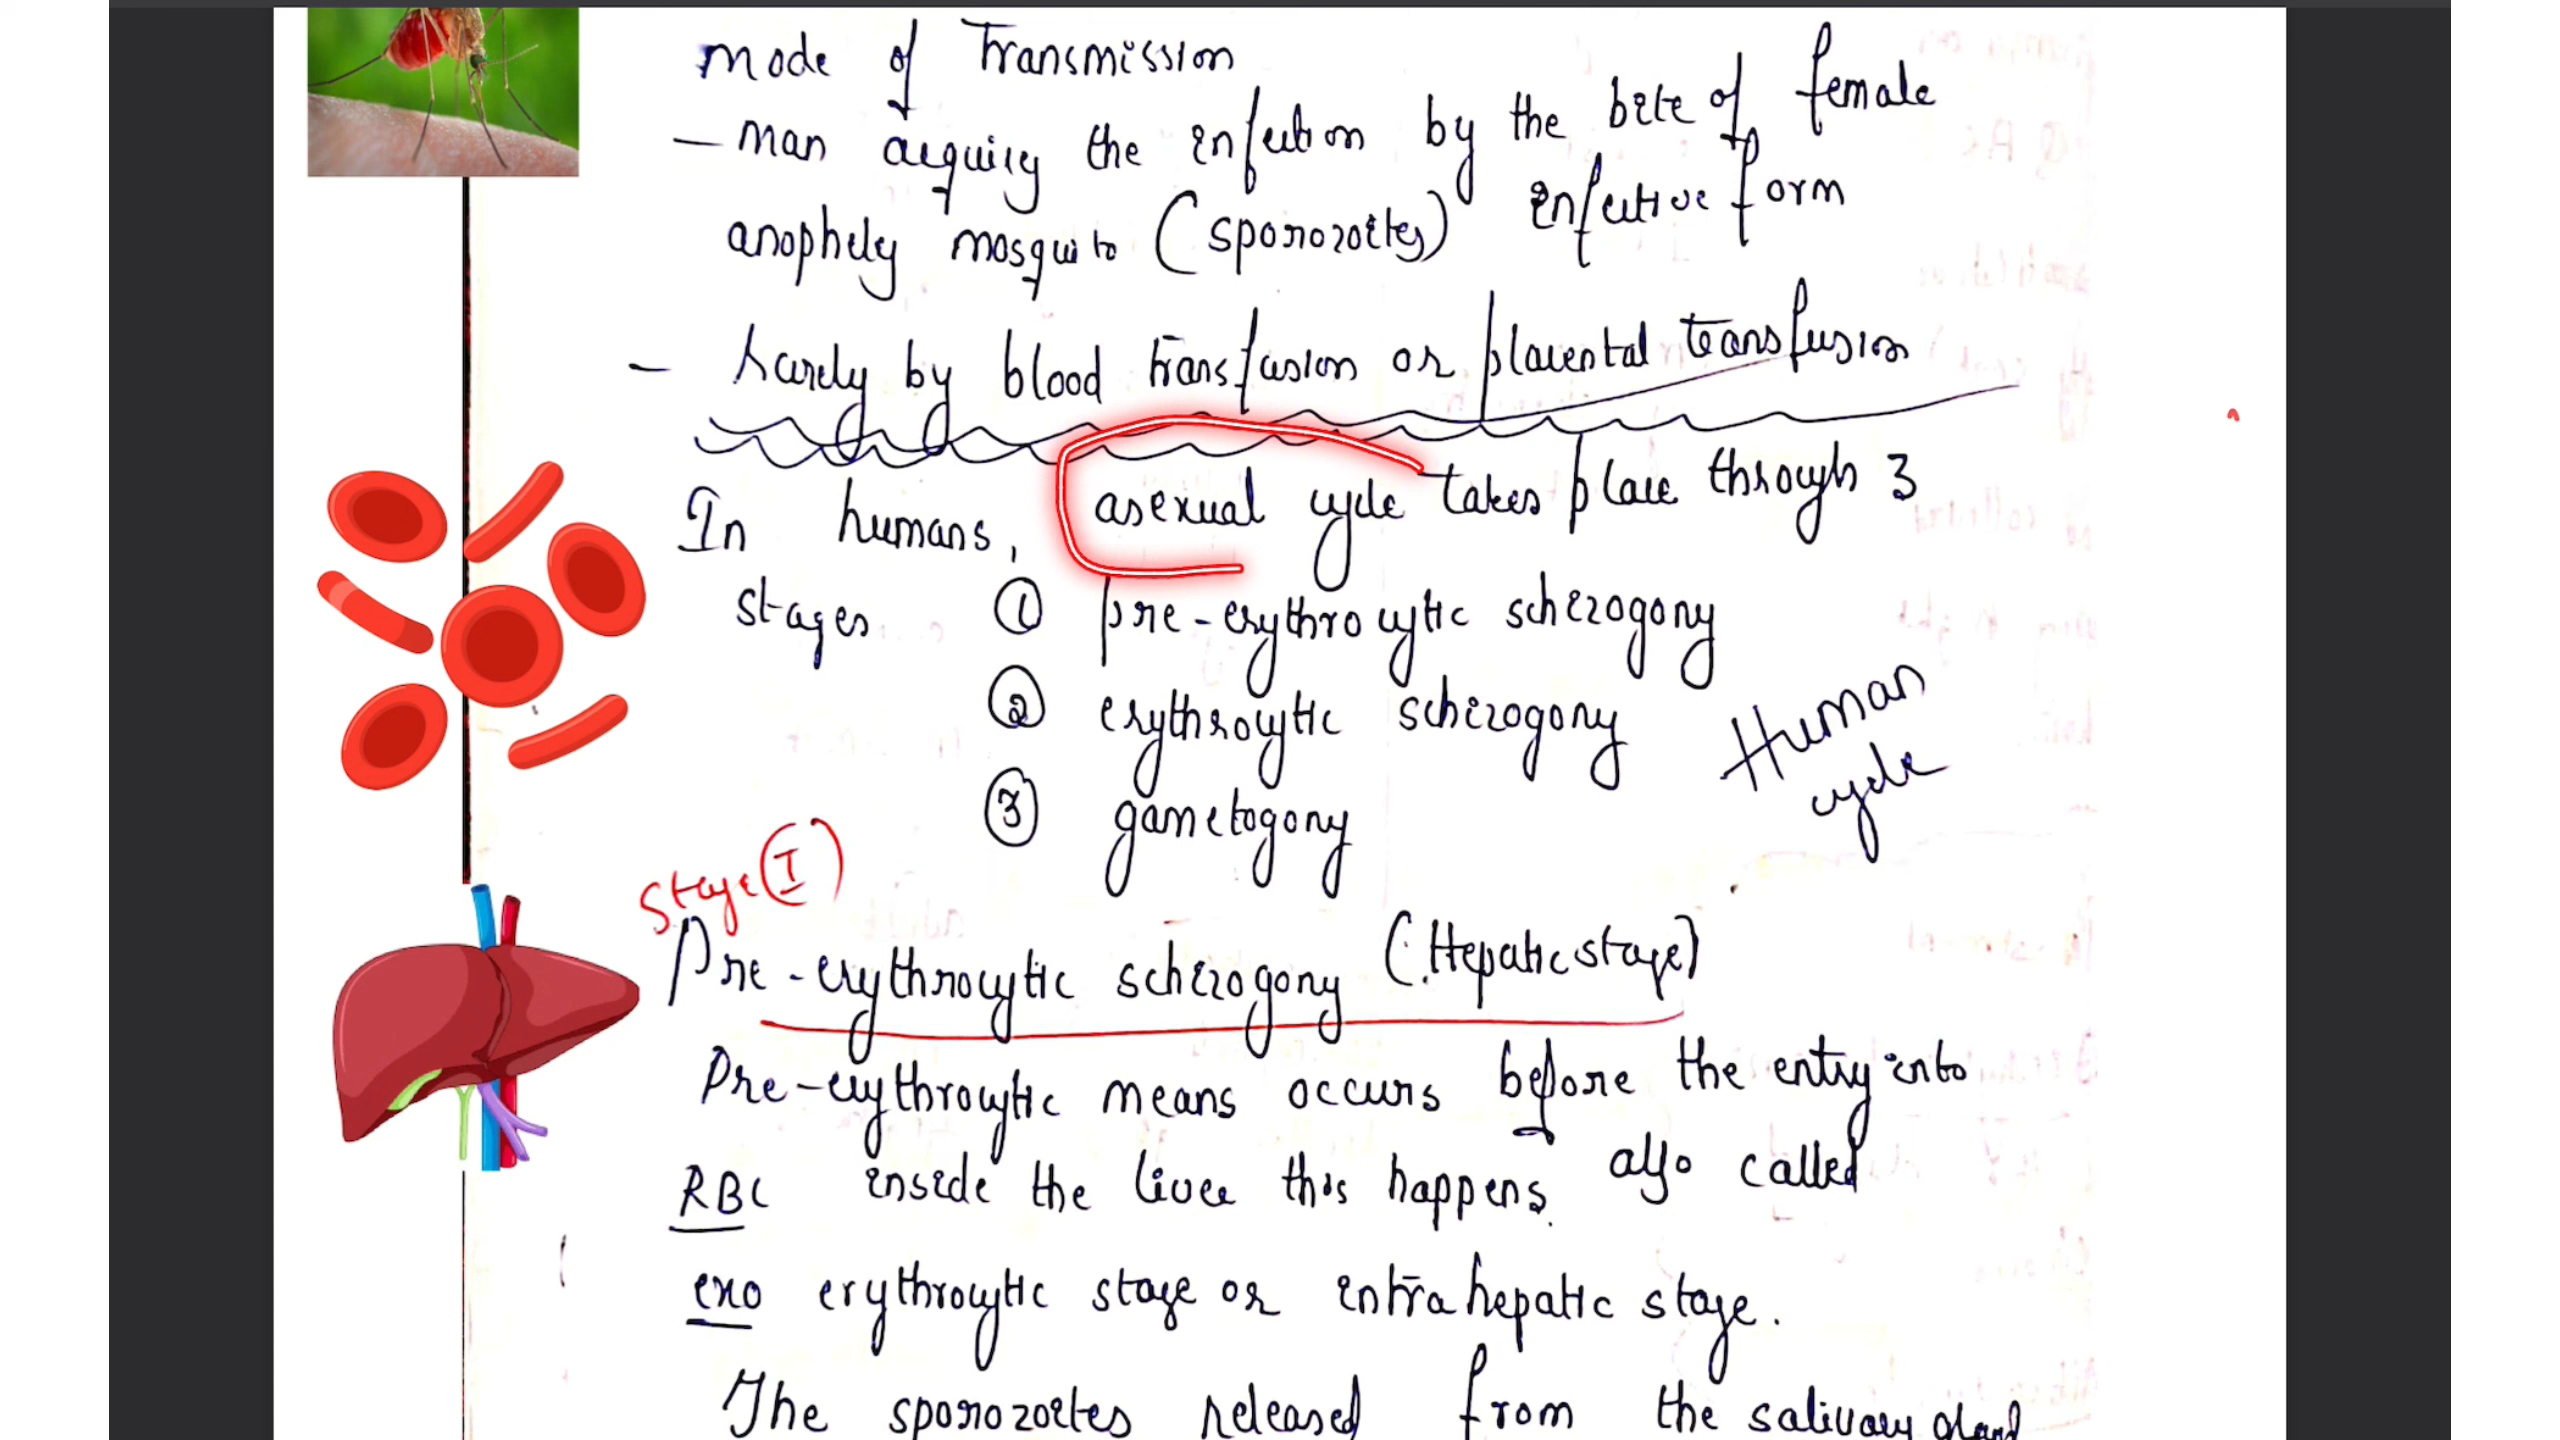 mode of Transmission
- man acquires the infection by the bite of female
anopheles mosquito (sporozoites) infective form
- rarely by blood transfusion or placental transfusion
In humans, asexual cycle takes place through 3
stages ① pre-erythrocytic schizogony
② erythrocytic schizogony
③ gametogony
Human
cycle
Stage (I)
Pre-erythrocytic schizogony (Hepatic stage)
Pre-erythrocytic means occurs before the entry into
RBC inside the liver this happens. also called
exo erythrocytic stage or intra hepatic stage.
The sporozoites released from the salivary gland